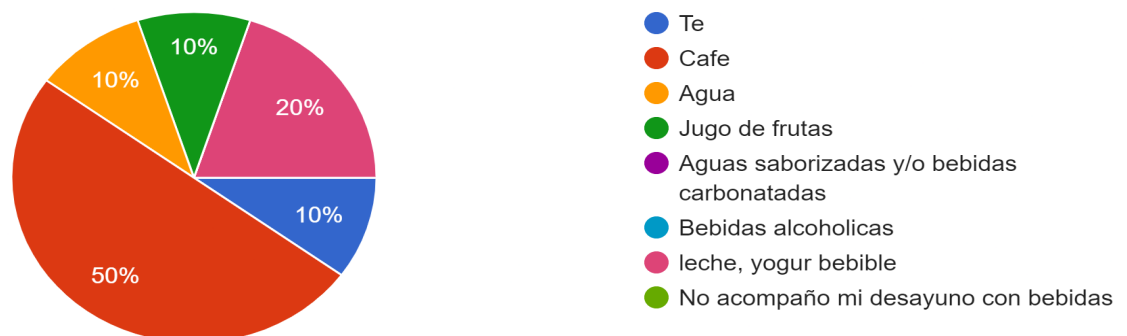 10%
10%
20%
10%
50%
Te
Cafe
Agua
Jugo de frutas
Aguas saborizadas y/o bebidas
carbonatadas
Bebidas alcoholicas
leche, yogur bebible
No acompaño mi desayuno con bebidas